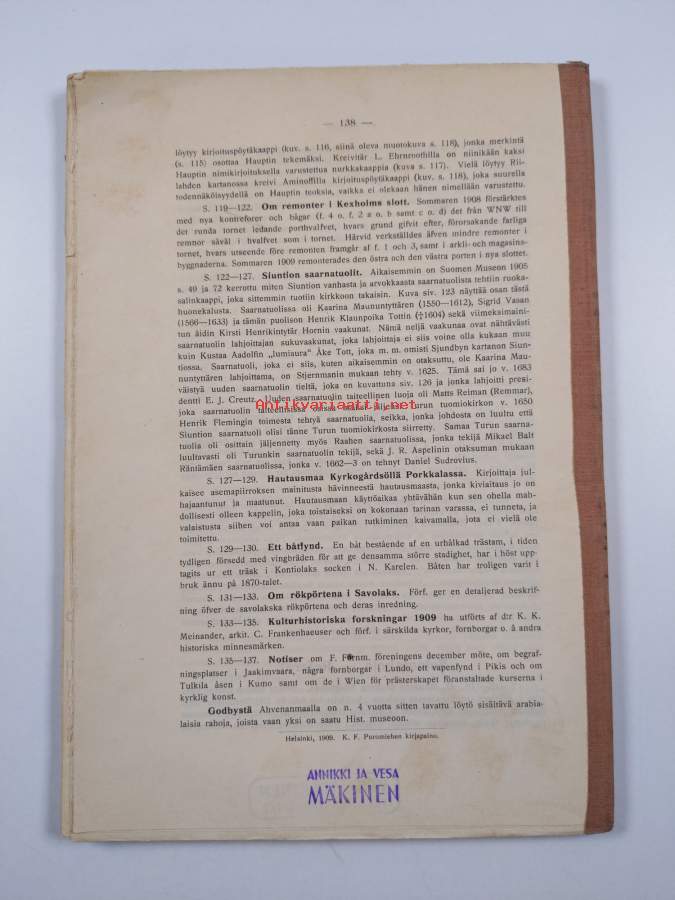 — 138 —
löytyy kirjoituspöytäkaappi (kuv. s. 116, siinä oleva muotokuva s. 118), jonka merkintä
(s. 115) osottaa Hauptin tekemäksi. Kreivitär L. Ehrnroothilla on niinikään kaksi
Hauptin nimikirjoituksella varustettua nurkkakaappia (kuva s. 117). Vielä löytyy Rii-
lahden kartanossa kreivi Aminoffilla kirjoituspöytäkaappi (kuv. s. 118), joka suurella
todennäköisyydellä on Hauptin teoksia, vaikka ei olekaan hänen nimellään varustettu.
S. 119—122. Om remonter i Kexholms slott. Sommaren 1908 förstärktes
med nya kontreforer och bågar (f. 4 o. f. 2 a o. b samt c o. d) det från WNW till
det runda tornet ledande porthvalfvet, hvars grund gifvit efter, förorsakande farliga
remnor såväl i hvalfvet som i tornet. Härvid verkställdes äfven mindre remonter i
tornet, hvars utseende före remonten framgår af f. 1 och 3, samt i arkli- och magasins-
byggnaderna. Sommaren 1909 remonterades den östra och den västra porten i nya slottet.
S. 122—127. Siuntion saarnatuolit. Aikaisemmin on Suomen Museon 1905
s. 49 ja 72 kerrottu miten Siuntion vanhasta ja arvokkaasta saarnatuolista tehtiin ruoka-
salinkaappi, joka sittemmin tuotiin kirkkoon takaisin. Kuva siv. 123 näyttää osan tästä
huonekalusta. Saarnatuolissa oli Kaarina Maununtyttären (1550—1612), Sigrid Vasan
(1566—1633) ja tämän puolison Henrik Klaunpoika Tottin (†1604) sekä viimeksimaini-
tun äidin Kirsti Henrikintytär Hornin vaakunat. Nämä neljä vaakunaa ovat nähtävästi
saarnatuolin lahjoittajan sukuvaakunat, joka lahjoittaja ei siis voine olla kukaan muu
kuin Kustaa Aadolfin „lumiaura" Åke Tott, joka m. m. omisti Sjundbyn kartanon Siun-
tiossa. Saarnatuoli, joka ei siis, kuten aikaisemmin on otaksuttu, ole Kaarina Mau-
nuntyttären lahjoittama, on Stjernmanin mukaan tehty v. 1625. Tämä sai jo v. 1683
väistyä uuden saarnatuolin tieltä, joka on kuvattuna siv. 126 ja jonka lahjoitti presi-
dentti E. J. Creutz. Uuden saarnatuolin taiteellinen luoja oli Matts Reiman (Remmar),
joka saarnatuolin taiteellisissa osissa jäljensi Turun tuomiokirkon v. 1650
Henrik Flemingin toimesta tehtyä saarnatuolia, seikka, jonka johdosta on luultu että
Siuntion saarnatuoli olisi tänne Turun tuomiokirkosta siirretty. Samaa Turun saarna-
tuolia oli osittain jäljennetty myös Raahen saarnatuolissa, jonka tekijä Mikael Balt
luultavasti oli Turunkin saarnatuolin tekijä, sekä J. R. Aspelinin otaksuman mukaan
Räntämäen saarnatuolissa, jonka v. 1662—3 on tehnyt Daniel Sudrovius.
S. 127—129. Hautausmaa Kyrkogårdsöllä Porkkalassa. Kirjoittaja jul-
kaisee asemapiirroksen mainitusta hävinneestä hautausmaasta, jonka kiviaitaus jo on
hajaantunut ja maatunut. Hautausmaan käyttöaikaa yhtävähän kun sen ohella mah-
dollisesti olleen kappelin, joka toistaiseksi on kokonaan tarinan varassa, ei tunneta, ja
valaistusta siihen voi antaa vaan paikan tutkiminen kaivamalla, jota ei vielä ole
toimitettu.
S. 129—130. Ett båtfynd. En båt bestående af en urhålkad trästam, i tiden
tydligen försedd med vingbräden för att ge densamma större stadighet, har i höst upp-
tagits ur ett träsk i Kontiolaks socken i N. Karelen. Båten har troligen varit i
bruk ännu på 1870-talet.
S. 131—133. Om rökpörtena i Savolaks. Förf. ger en detaljerad beskrif-
ning öfver de savolakska rökpörtena och deras inredning.
S. 133—135. Kulturhistoriska forskningar 1909 ha utförts af d:r K. K.
Meinander, arkit. C. Frankenhaeuser och förf. i särskilda kyrkor, fornborgar o. å andra
historiska minnesmärken.
S. 135—137. Notiser om F. Fornm. föreningens december möte, om begraf-
ningsplatser i Jaakimvaara, några fornborgar i Lundo, ett vapenfynd i Pikis och om
Tulkila åsen i Kumo samt om de i Wien för prästerskapet föranstaltade kurserna i
kyrklig konst.
Godbystä Ahvenanmaalla on n. 4 vuotta sitten tavattu löytö sisältävä arabia-
laisia rahoja, joista vaan yksi on saatu Hist. museoon.
Helsinki, 1909. K. F. Puromiehen kirjapaino.
ANNIKKI JA VESA
MÄKINEN
Antikvariaatti.net